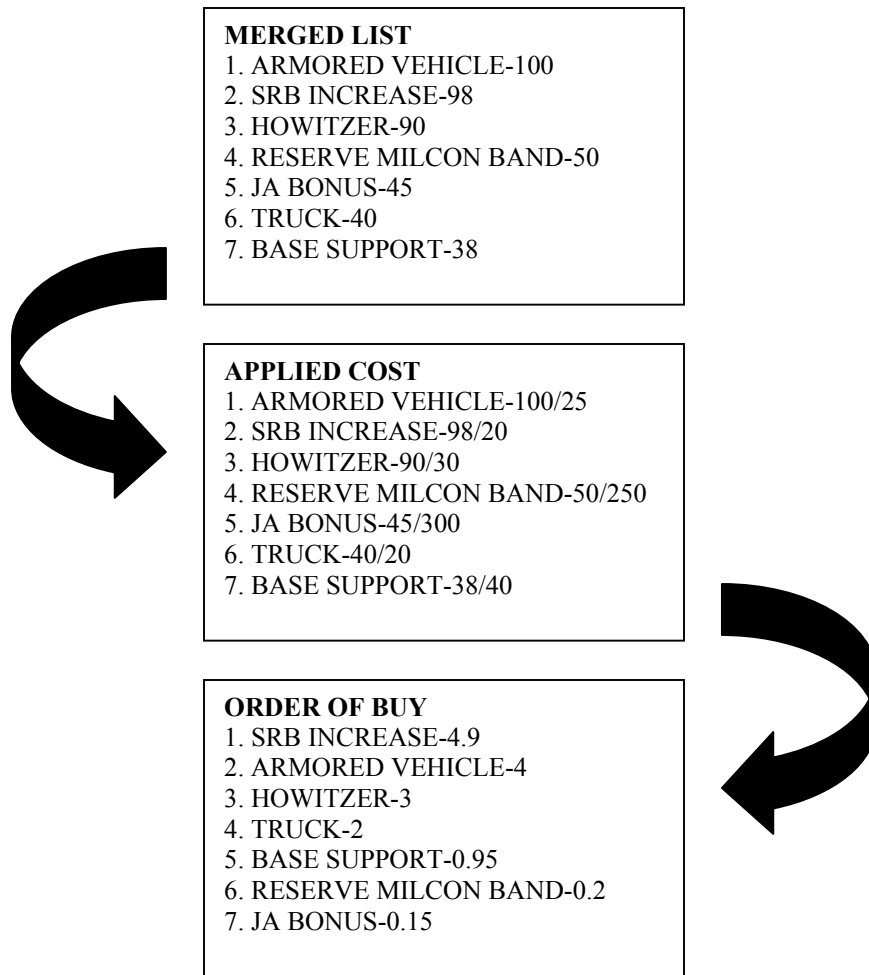 MERGED LIST
1. ARMORED VEHICLE-100
2. SRB INCREASE-98
3. HOWITZER-90
4. RESERVE MILCON BAND-50
5. JA BONUS-45
6. TRUCK-40
7. BASE SUPPORT-38
APPLIED COST
1. ARMORED VEHICLE-100/25
2. SRB INCREASE-98/20
3. HOWITZER-90/30
4. RESERVE MILCON BAND-50/250
5. JA BONUS-45/300
6. TRUCK-40/20
7. BASE SUPPORT-38/40
ORDER OF BUY
1. SRB INCREASE-4.9
2. ARMORED VEHICLE-4
3. HOWITZER-3
4. TRUCK-2
5. BASE SUPPORT-0.95
6. RESERVE MILCON BAND-0.2
7. JA BONUS-0.15